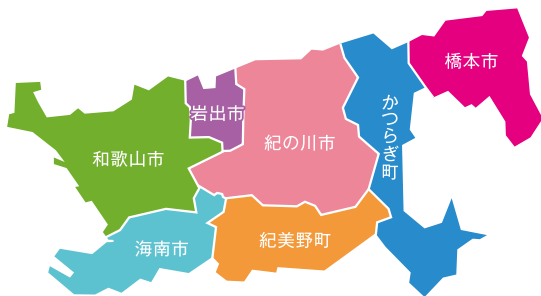 橋本市
かつらぎ町
岩出市
紀の川市
和歌山市
紀美野町
海南市